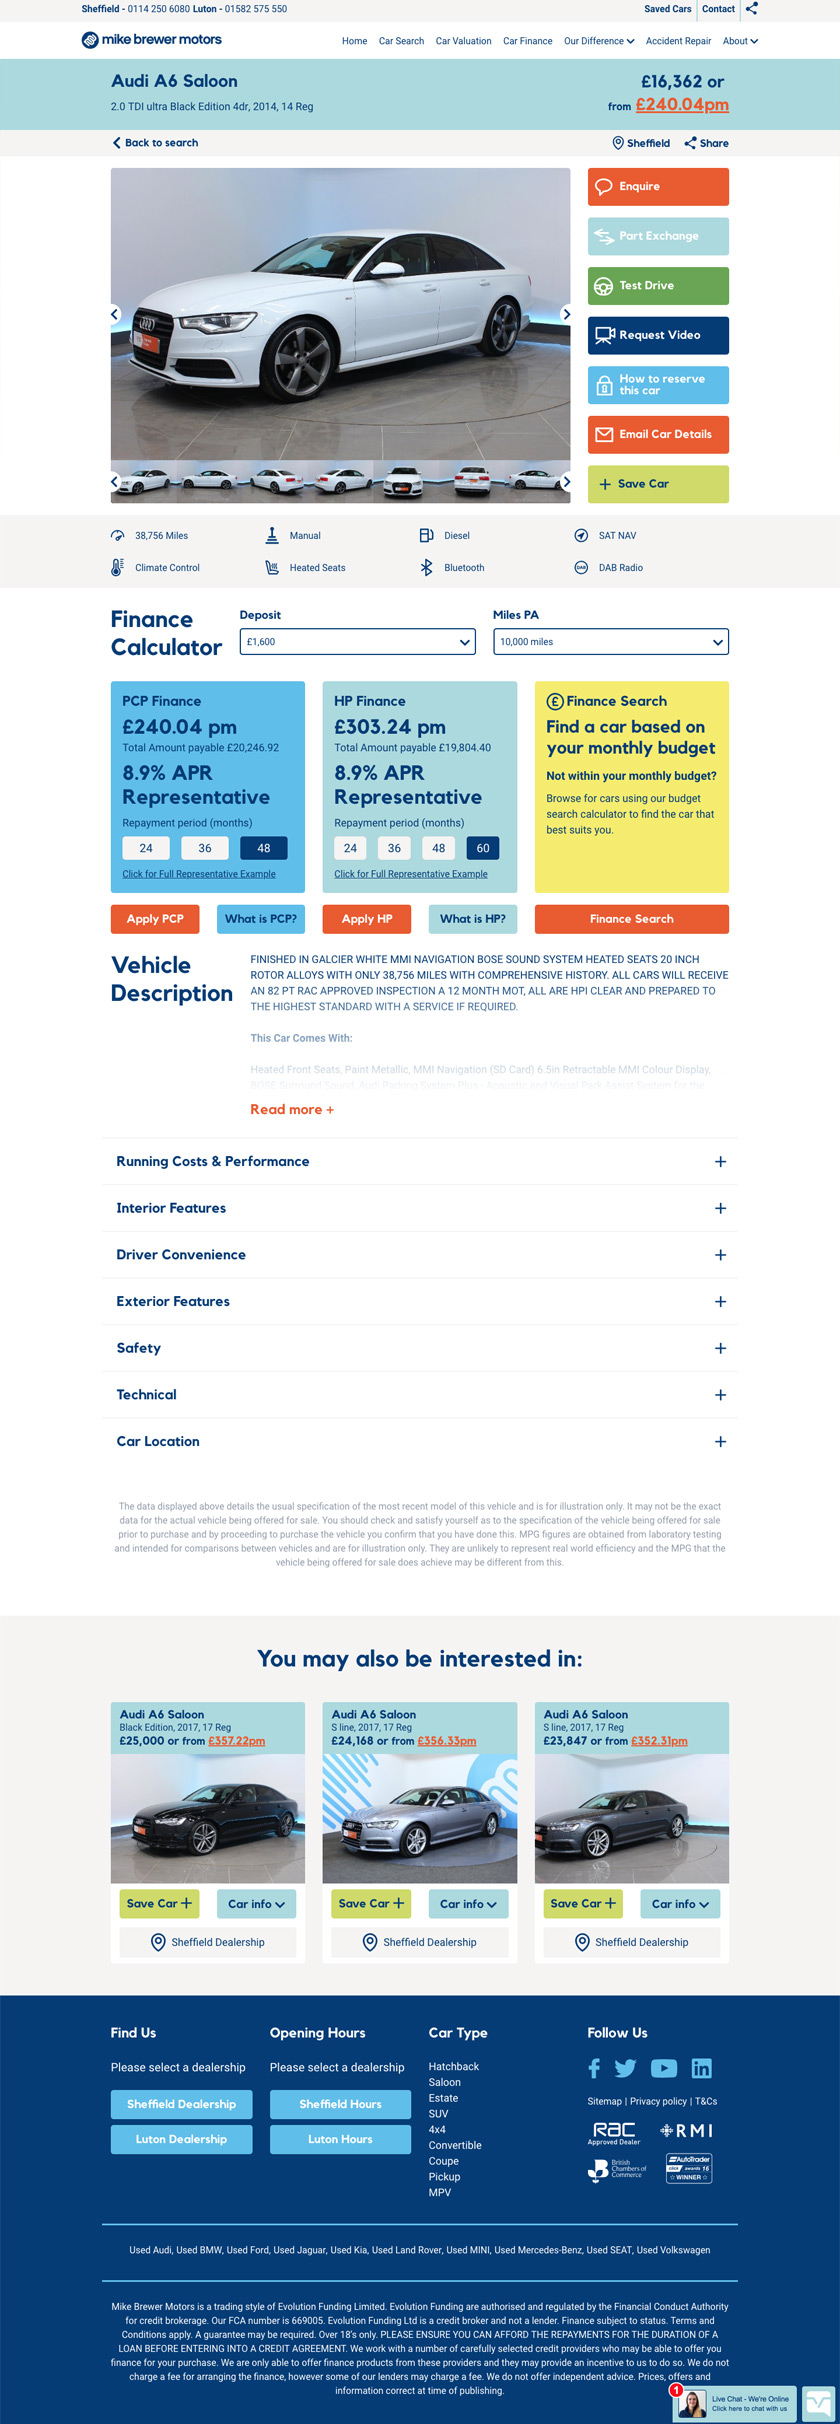 Sheffield - 0114 250 6080 Luton - 01582 575 550
Saved Cars
Contact
mike brewer motors
Home
Car Search
Car Valuation
Car Finance
Our Difference
Accident Repair
About
Audi A6 Saloon
£16,362 or
2.0 TDI ultra Black Edition 4dr, 2014, 14 Reg
from £240.04pm
Back to search
Sheffield
Share
Enquire
Part Exchange
Test Drive
Request Video
How to reserve
this car
Email Car Details
Save Car
38,756 Miles
Manual
Diesel
SAT NAV
Climate Control
Heated Seats
Bluetooth
DAB
DAB Radio
Finance
Calculator
Deposit
£1,600
Miles PA
10,000 miles
PCP Finance
£240.04 pm
Total Amount payable £20,246.92
8.9% APR
Representative
Repayment period (months)
24
36
48
Click for Full Representative Example
HP Finance
£303.24 pm
Total Amount payable £19,804.40
8.9% APR
Representative
Repayment period (months)
24
36
48
60
Click for Full Representative Example
£ Finance Search
Find a car based on
your monthly budget
Not within your monthly budget?
Browse for cars using our budget
search calculator to find the car that
best suits you.
Apply PCP
What is PCP?
Apply HP
What is HP?
Finance Search
Vehicle
Description
FINISHED IN GALCIER WHITE MMI NAVIGATION BOSE SOUND SYSTEM HEATED SEATS 20 INCH
ROTOR ALLOYS WITH ONLY 38,756 MILES WITH COMPREHENSIVE HISTORY. ALL CARS WILL RECEIVE
AN 82 PT RAC APPROVED INSPECTION A 12 MONTH MOT, ALL ARE HPI CLEAR AND PREPARED TO
THE HIGHEST STANDARD WITH A SERVICE IF REQUIRED.
This Car Comes With:
Heated Front Seats, Paint Metallic, MMI Navigation (SD Card) 6.5in Retractable MMI Colour Display,
BOSE Surround Sound, Audi Parking System Plus - Acoustic and Visual Park Assist System for the
Read more +
Running Costs & Performance
Interior Features
Driver Convenience
Exterior Features
Safety
Technical
Car Location
The data displayed above details the usual specification of the most recent model of this vehicle and is for illustration only. It may not be the exact
data for the actual vehicle being offered for sale. You should check and satisfy yourself as to the specification of the vehicle being offered for sale
prior to purchase and by proceeding to purchase the vehicle you confirm that you have done this. MPG figures are obtained from laboratory testing
and intended for comparisons between vehicles and are for illustration only. They are unlikely to represent real world efficiency and the MPG that the
vehicle being offered for sale does achieve may be different from this.
You may also be interested in:
Audi A6 Saloon
Black Edition, 2017, 17 Reg
£25,000 or from £357.22pm
Save Car
Car info
Sheffield Dealership
Audi A6 Saloon
S line, 2017, 17 Reg
£24,168 or from £356.33pm
Save Car
Car info
Sheffield Dealership
Audi A6 Saloon
S line, 2017, 17 Reg
£23,847 or from £352.31pm
Save Car
Car info
Sheffield Dealership
Find Us
Please select a dealership
Sheffield Dealership
Luton Dealership
Opening Hours
Please select a dealership
Sheffield Hours
Luton Hours
Car Type
Hatchback
Saloon
Estate
SUV
4x4
Convertible
Coupe
Pickup
MPV
Follow Us
Sitemap | Privacy policy | T&Cs
RAC
Approved Dealer
RMI
British
Chambers of
Commerce
AutoTrader
click awards 16
WINNER
Used Audi, Used BMW, Used Ford, Used Jaguar, Used Kia, Used Land Rover, Used MINI, Used Mercedes-Benz, Used SEAT, Used Volkswagen
Mike Brewer Motors is a trading style of Evolution Funding Limited. Evolution Funding are authorised and regulated by the Financial Conduct Authority
for credit brokerage. Our FCA number is 669005. Evolution Funding Ltd is a credit broker and not a lender. Finance subject to status. Terms and
Conditions apply. A guarantee may be required. Over 18's only. PLEASE ENSURE YOU CAN AFFORD THE REPAYMENTS FOR THE DURATION OF A
LOAN BEFORE ENTERING INTO A CREDIT AGREEMENT. We work with a number of carefully selected credit providers who may be able to offer you
finance for your purchase. We are only able to offer finance products from these providers and they may provide an incentive to us to do so. We do not
charge a fee for arranging the finance, however some of our lenders may charge a fee. We do not offer independent advice. Prices, offers and
information correct at time of publishing.
1
Live Chat - We're Online
Click here to chat with us